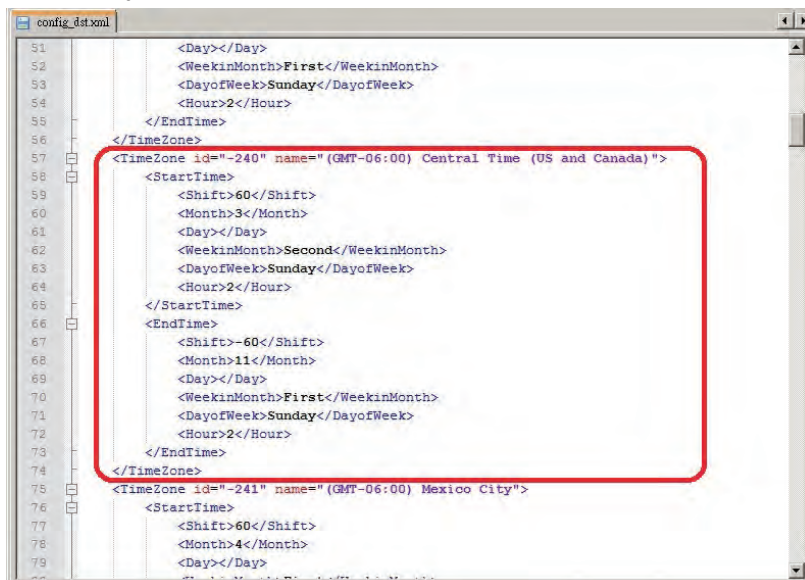 config_dst.xml
51 <Day></Day>
52 <WeekinMonth>First</WeekinMonth>
53 <DayofWeek>Sunday</DayofWeek>
54 <Hour>2</Hour>
55 </EndTime>
56 </TimeZone>
57 <TimeZone id="-240" name="(GMT-06:00) Central Time (US and Canada)">
58 <StartTime>
59 <Shift>60</Shift>
60 <Month>3</Month>
61 <Day></Day>
62 <WeekinMonth>Second</WeekinMonth>
63 <DayofWeek>Sunday</DayofWeek>
64 <Hour>2</Hour>
65 </StartTime>
66 <EndTime>
67 <Shift>-60</Shift>
68 <Month>11</Month>
69 <Day></Day>
70 <WeekinMonth>First</WeekinMonth>
71 <DayofWeek>Sunday</DayofWeek>
72 <Hour>2</Hour>
73 </EndTime>
74 </TimeZone>
75 <TimeZone id="-241" name="(GMT-06:00) Mexico City">
76 <StartTime>
77 <Shift>60</Shift>
78 <Month>4</Month>
79 <Day></Day>